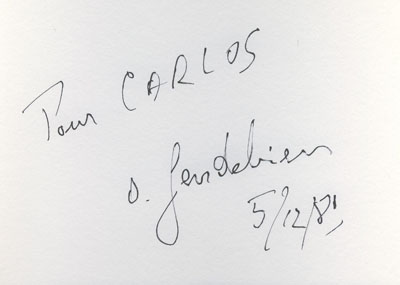 Pour CARLOS
O. Gendebien
5/12/81